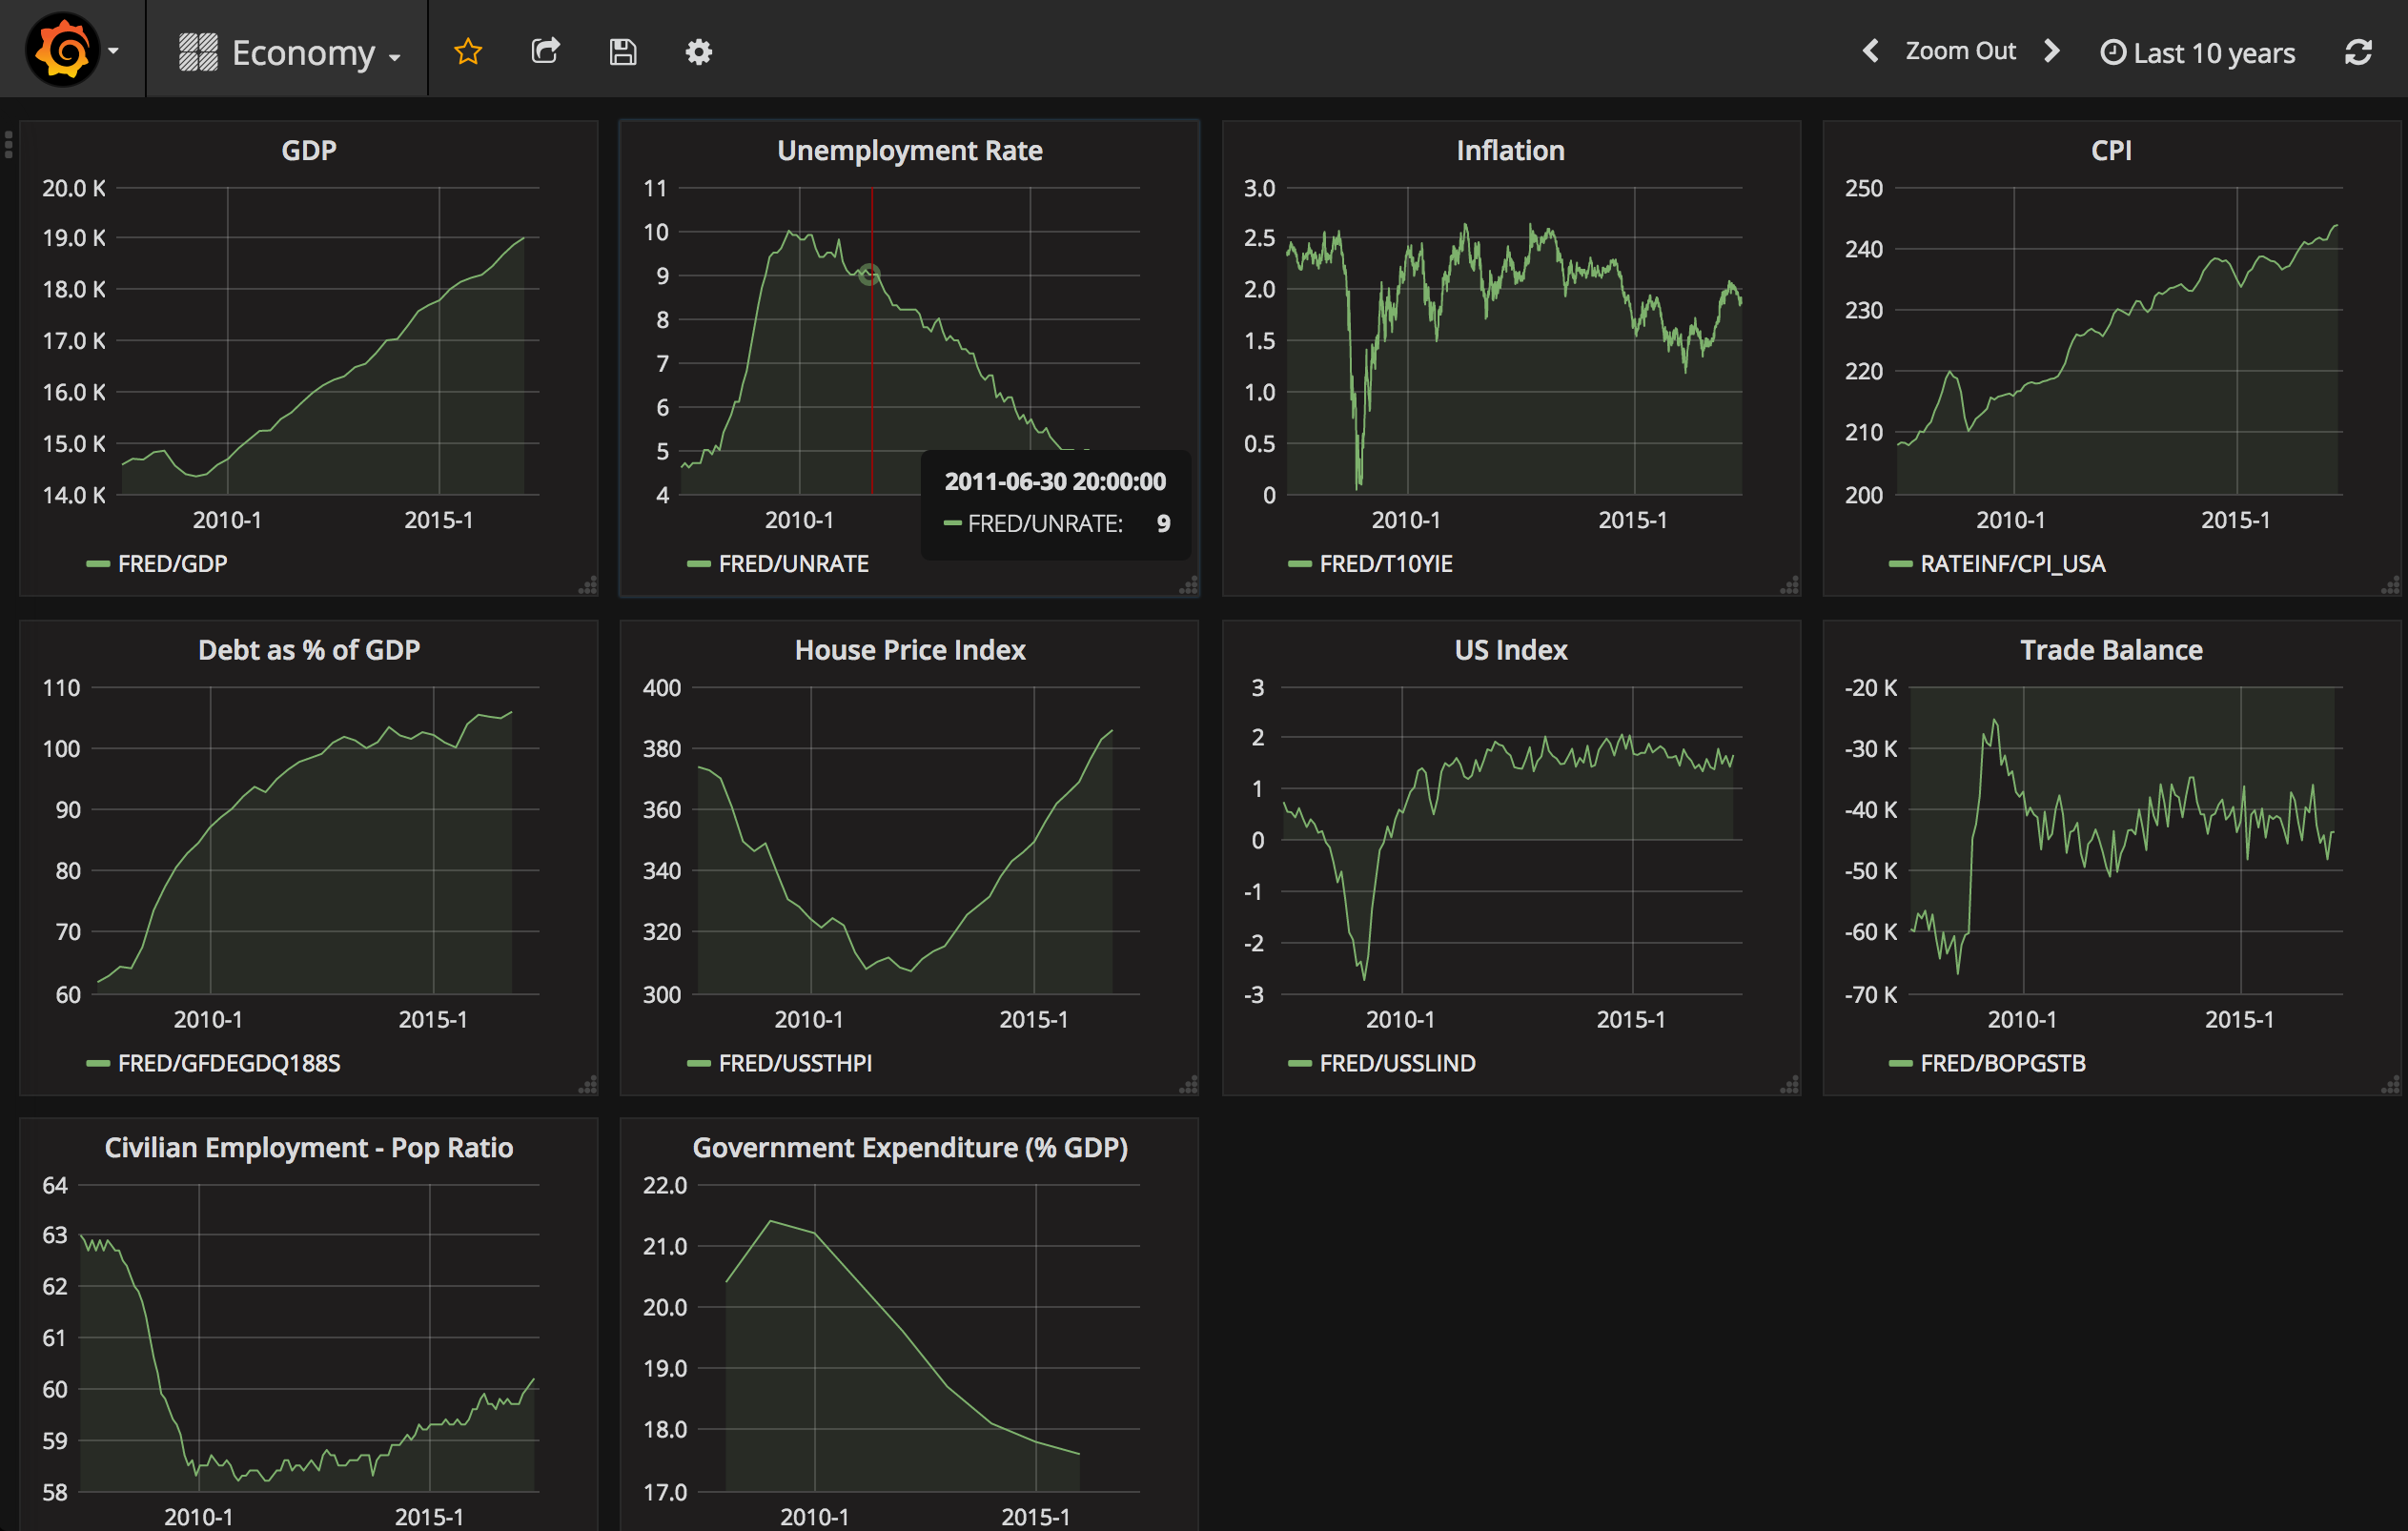 Economy
Zoom Out
Last 10 years
GDP
20.0 K
19.0 K
18.0 K
17.0 K
16.0 K
15.0 K
14.0 K
2010-1 2015-1
FRED/GDP
Unemployment Rate
11
10
9
8
7
6
5
4
2010-1
2011-06-30 20:00:00
FRED/UNRATE: 9
FRED/UNRATE
Inflation
3.0
2.5
2.0
1.5
1.0
0.5
0
2010-1 2015-1
FRED/T10YIE
CPI
250
240
230
220
210
200
2010-1 2015-1
RATEINF/CPI_USA
Debt as % of GDP
110
100
90
80
70
60
2010-1 2015-1
FRED/GFDEGDQ188S
House Price Index
400
380
360
340
320
300
2010-1 2015-1
FRED/USSTHPI
US Index
3
2
1
0
-1
-2
-3
2010-1 2015-1
FRED/USSLIND
Trade Balance
-20 K
-30 K
-40 K
-50 K
-60 K
-70 K
2010-1 2015-1
FRED/BOPGSTB
Civilian Employment - Pop Ratio
64
63
62
61
60
59
58
2010-1 2015-1
Government Expenditure (% GDP)
22.0
21.0
20.0
19.0
18.0
17.0
2010-1 2015-1